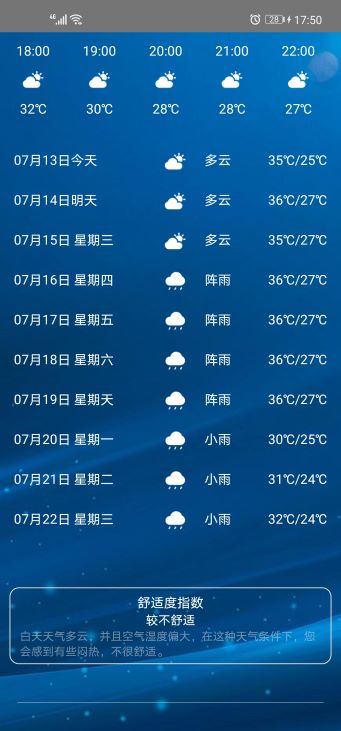 46 28 17:50
18:00 19:00 20:00 21:00 22:00
32℃ 30℃ 28℃ 28℃ 27℃
07月13日今天 多云 35℃/25℃
07月14日明天 多云 36℃/27℃
07月15日 星期三 多云 35℃/27℃
07月16日 星期四 阵雨 36℃/27℃
07月17日 星期五 阵雨 36℃/27℃
07月18日 星期六 阵雨 36℃/27℃
07月19日 星期天 阵雨 36℃/27℃
07月20日 星期一 小雨 30℃/25℃
07月21日 星期二 小雨 31℃/24℃
07月22日 星期三 小雨 32℃/24℃
舒适度指数
较不舒适
白天天气多云，并且空气湿度偏大，在这种天气条件下，您
会感到有些闷热，不很舒适。